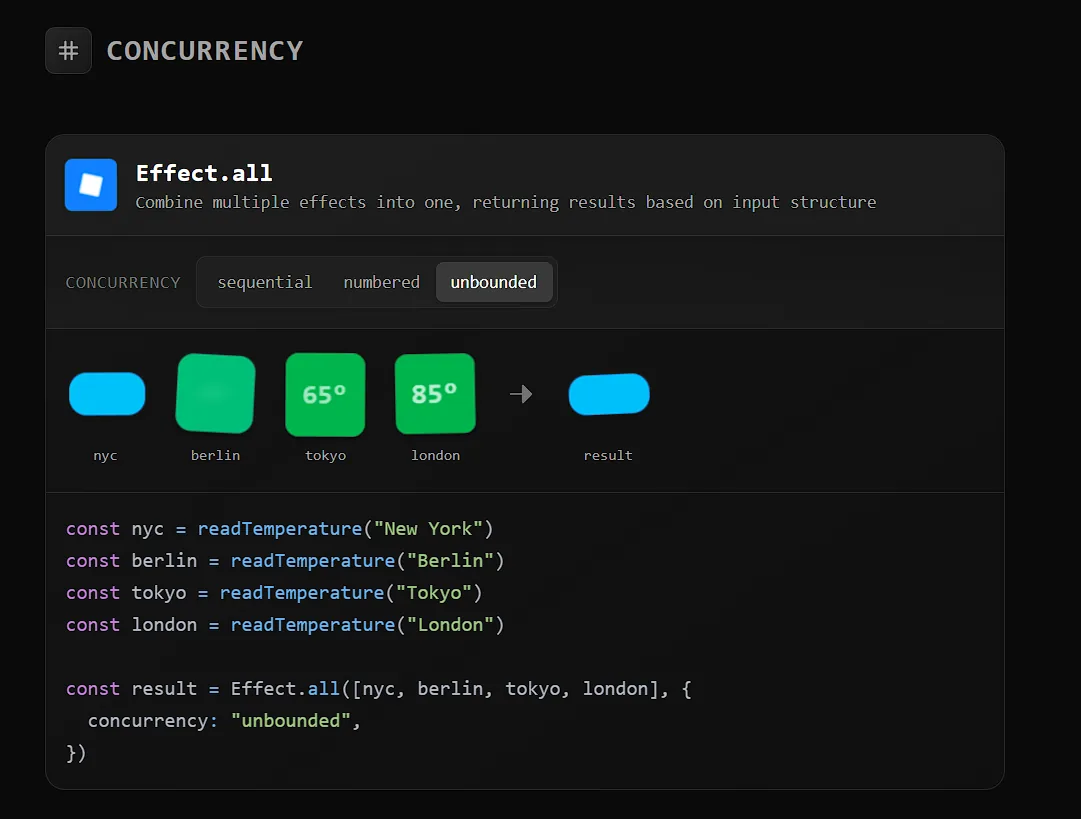 # CONCURRENCY
Effect.all
Combine multiple effects into one, returning results based on input structure
CONCURRENCY sequential numbered unbounded
65º 85º
nyc berlin tokyo london result
const nyc = readTemperature("New York")
const berlin = readTemperature("Berlin")
const tokyo = readTemperature("Tokyo")
const london = readTemperature("London")
const result = Effect.all([nyc, berlin, tokyo, london], {
  concurrency: "unbounded",
})